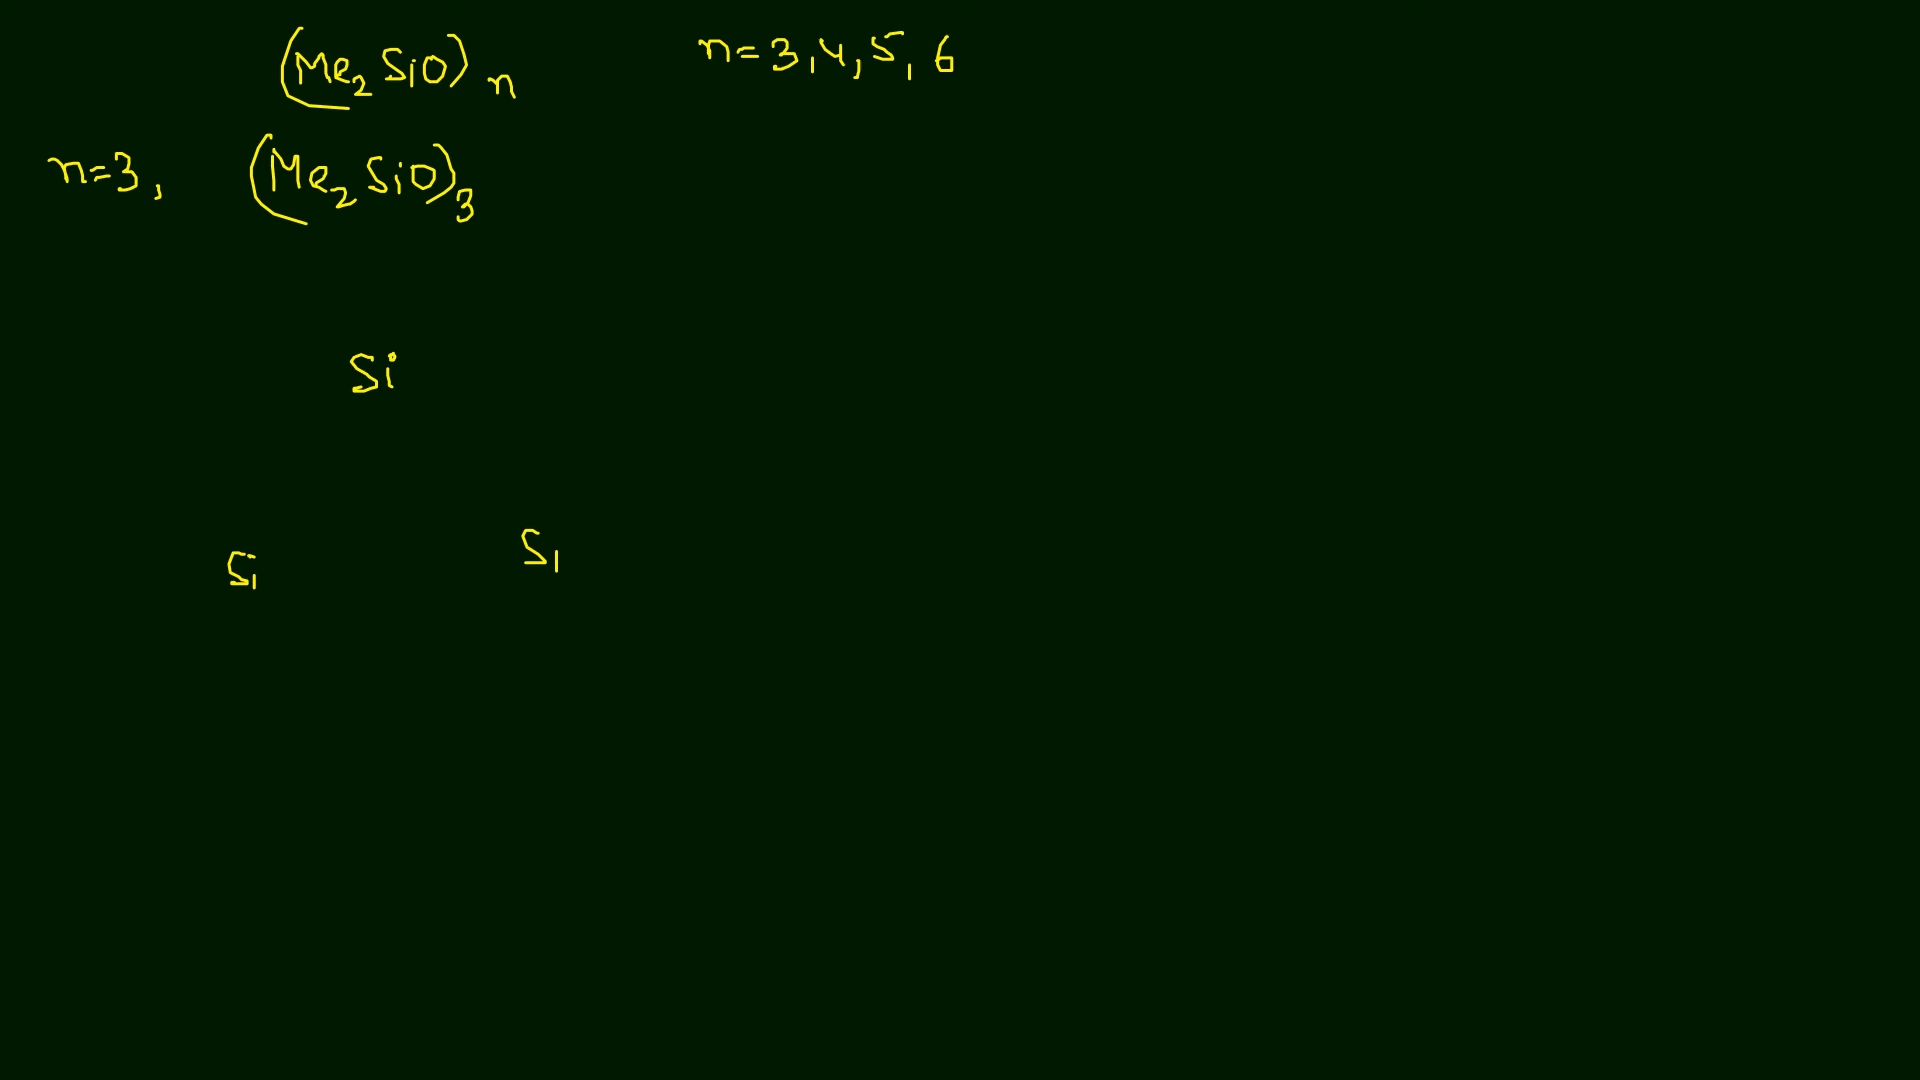 (Me₂SiO)ₙ n=3,4,5,6
n=3, (Me₂SiO)₃
Si
Si Si